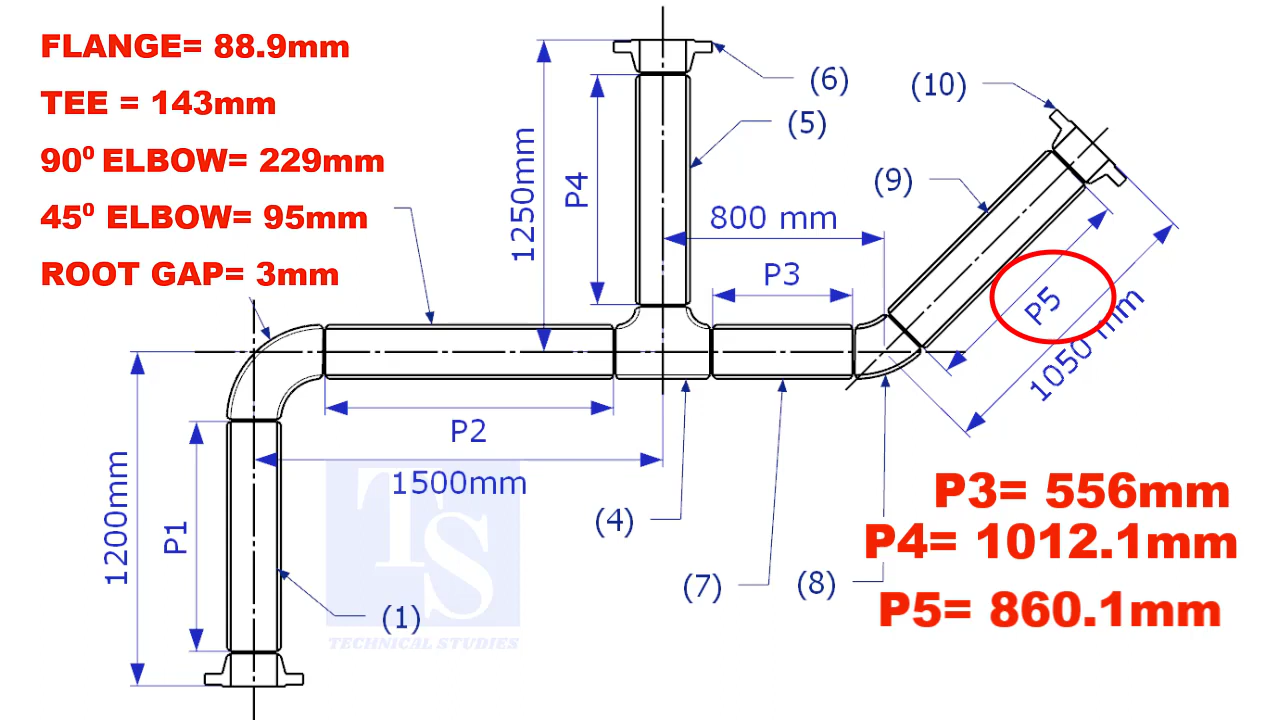 FLANGE= 88.9mm
TEE = 143mm
90⁰ ELBOW= 229mm
45⁰ ELBOW= 95mm
ROOT GAP= 3mm
(6)
(5)
(10)
(9)
1250mm
P4
800 mm
P3
P5
1050 mm
P2
1500mm
1200mm
P1
(1)
(4)
(7)
(8)
P3= 556mm
P4= 1012.1mm
P5= 860.1mm
TS
TECHNICAL STUDIES